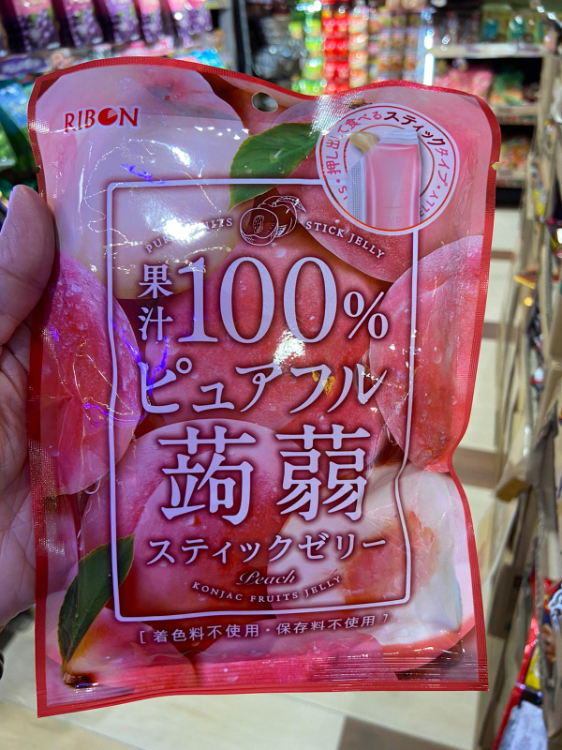 RIBON
押し出して食べるスティックタイプ
PURE FRUITS STICK JELLY
果汁100%
ピュアフル
蒟蒻
スティックゼリー
Peach
KONJAC FRUITS JELLY
[着色料不使用・保存料不使用]